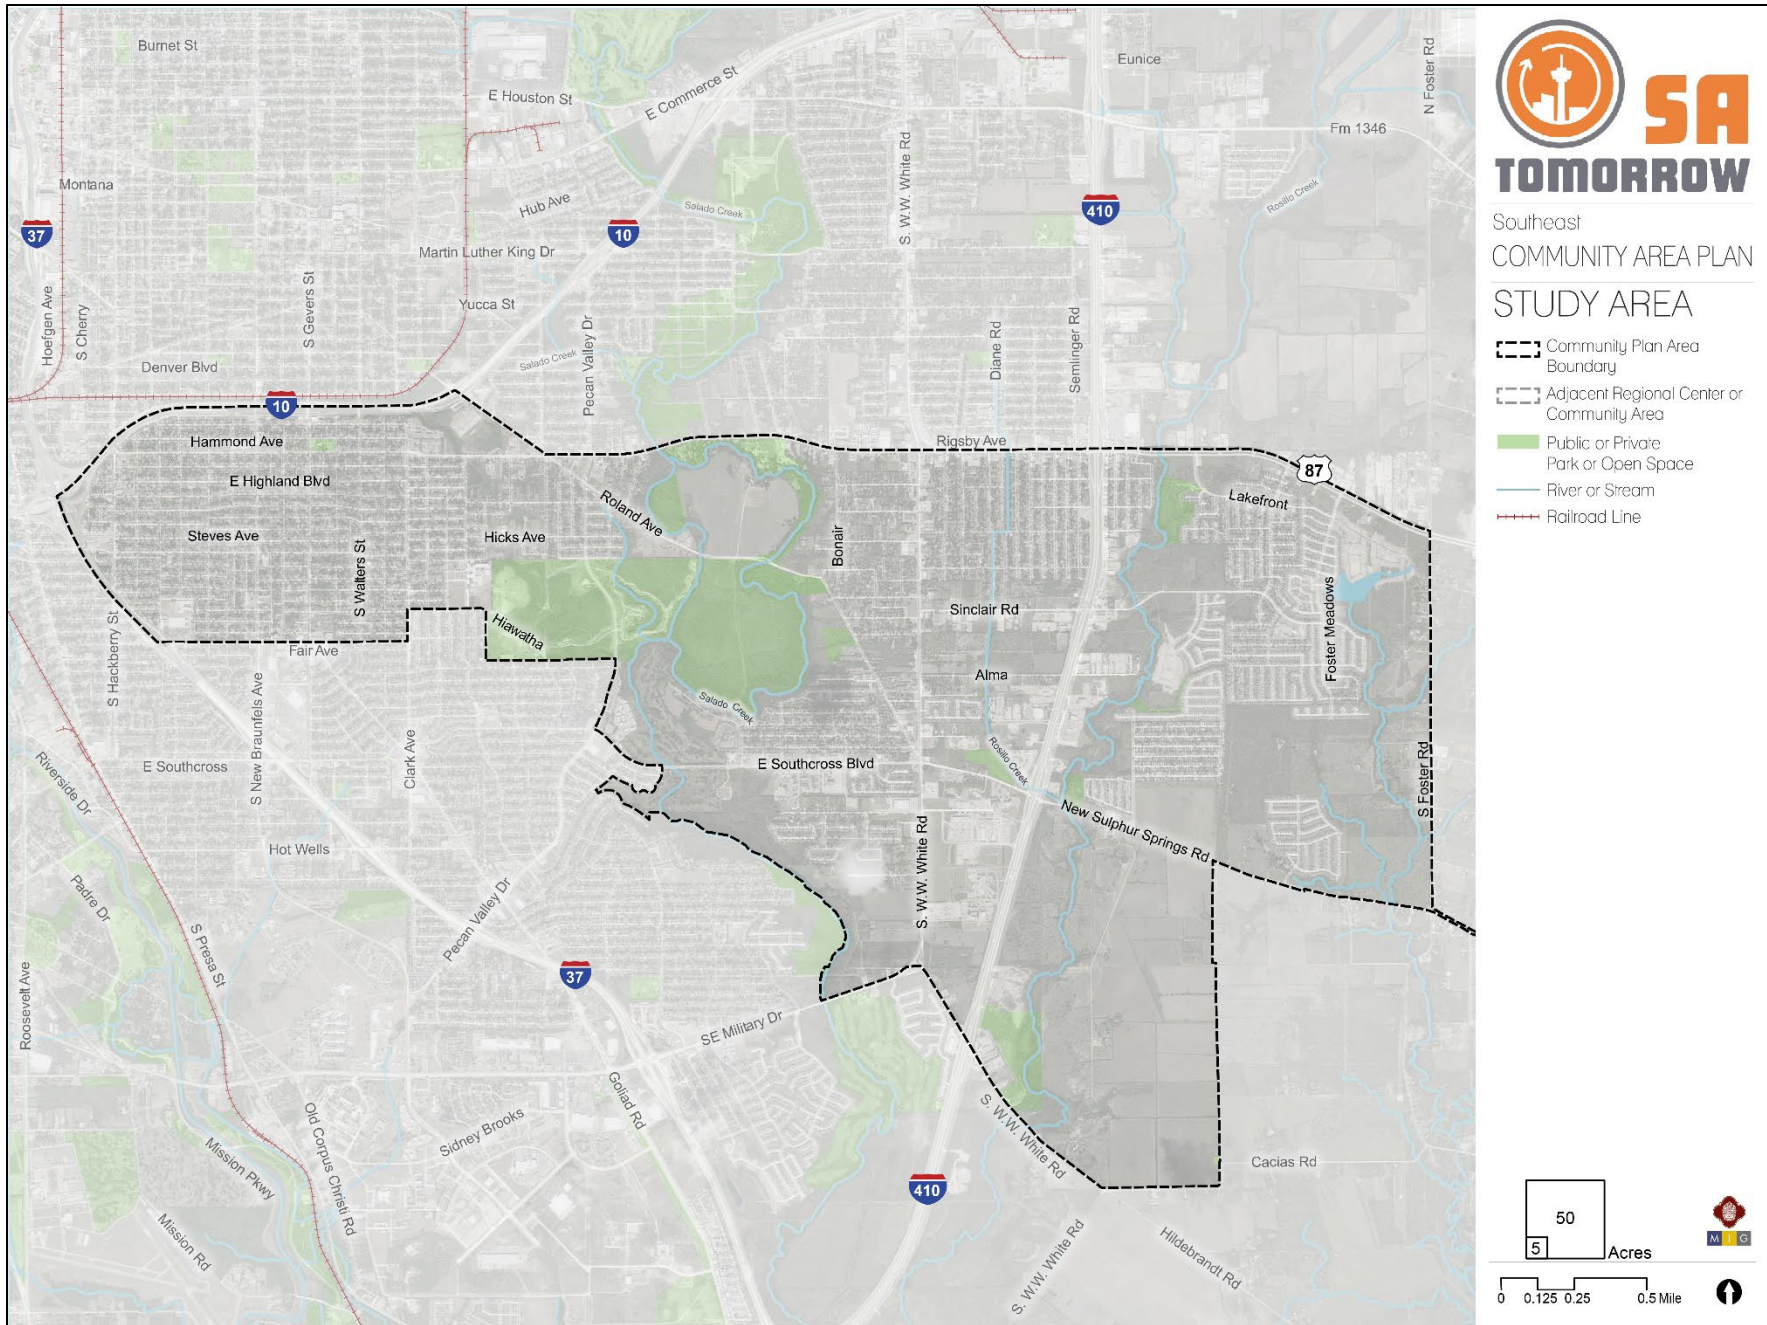 Burnet St
Eunice
N Foster Rd
E Houston St
E Commerce St
Fm 1346
S. W.W. White Rd
Montana
Hub Ave
Salado Creek
Rosillo Creek
37
10
410
Martin Luther King Dr
Yucca St
Hoefgen Ave
S Cherry
S Gevers St
Pecan Valley Dr
Diane Rd
Semlinger Rd
Denver Blvd
Salado Creek
10
Hammond Ave
Rigsby Ave
87
E Highland Blvd
Lakefront
Roland Ave
Steves Ave
Hicks Ave
Bonair
S Walters St
Hiawatha
Sinclair Rd
Foster Meadows
S Hackberry St
Fair Ave
Alma
S New Braunfels Ave
Salado Creek
Clark Ave
E Southcross
E Southcross Blvd
Rosillo Creek
S Foster Rd
Riverside Dr
New Sulphur Springs Rd
Hot Wells
S. W.W. White Rd
Padre Dr
Pecan Valley Dr
S Presa St
37
Roosevelt Ave
SE Military Dr
Goliad Rd
Old Corpus Christi Rd
Sidney Brooks
S. W.W. White Rd
Mission Pkwy
Cacias Rd
410
Mission Rd
S. W.W. White Rd
Hildebrandt Rd
SA
TOMORROW
Southeast
COMMUNITY AREA PLAN
STUDY AREA
Community Plan Area
Boundary
Adjacent Regional Center or
Community Area
Public or Private
Park or Open Space
River or Stream
Railroad Line
50
5
Acres
M I G
0 0.125 0.25 0.5 Mile